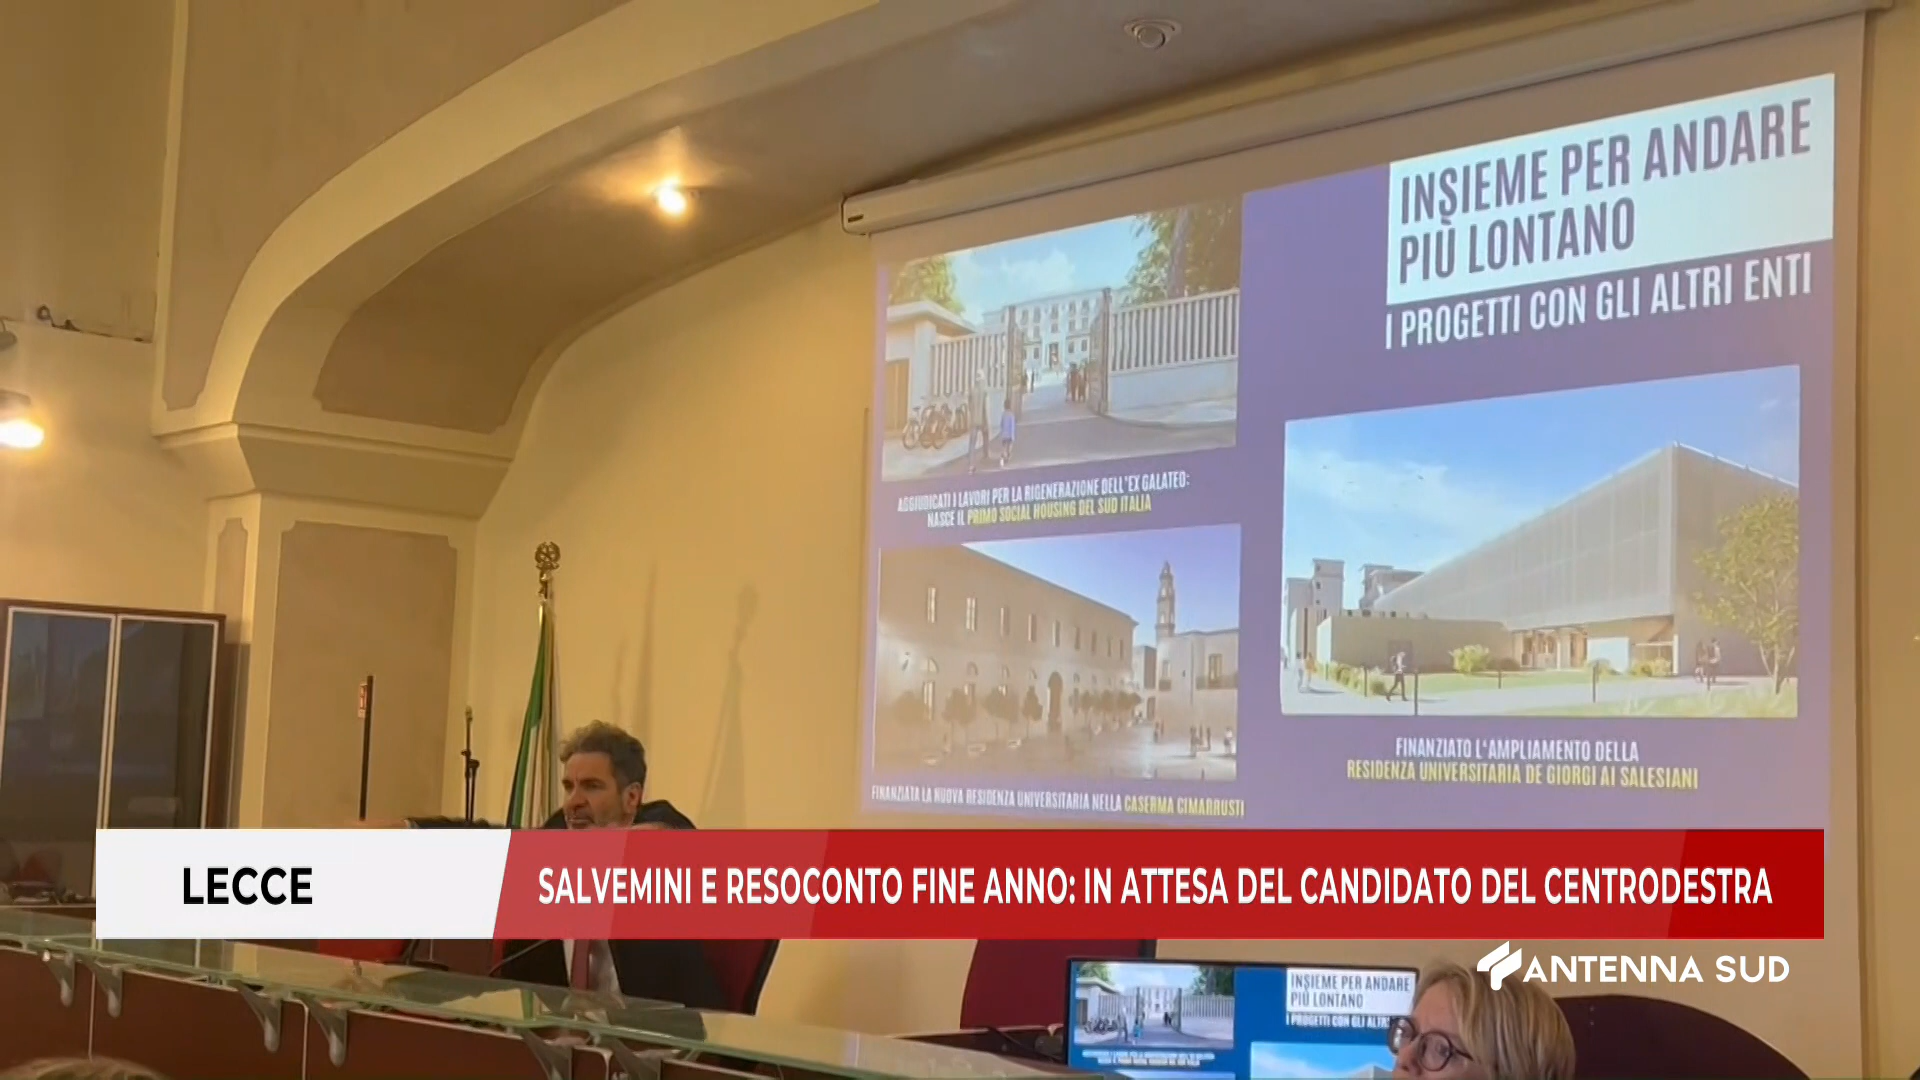 INSIEME PER ANDARE
PIÙ LONTANO
I PROGETTI CON GLI ALTRI ENTI
AGGIUDICATI I LAVORI PER LA RIGENERAZIONE DELL'EX GALATEO:
NASCE IL PRIMO SOCIAL HOUSING DEL SUD ITALIA
FINANZIATO L'AMPLIAMENTO DELLA
RESIDENZA UNIVERSITARIA DE GIORGI AI SALESIANI
FINANZIATA LA NUOVA RESIDENZA UNIVERSITARIA NELLA CASERMA CIMARRUSTI
LECCE
SALVEMINI E RESOCONTO FINE ANNO: IN ATTESA DEL CANDIDATO DEL CENTRODESTRA
ANTENNA SUD
INSIEME PER ANDARE
PIÙ LONTANO
I PROGETTI CON GLI